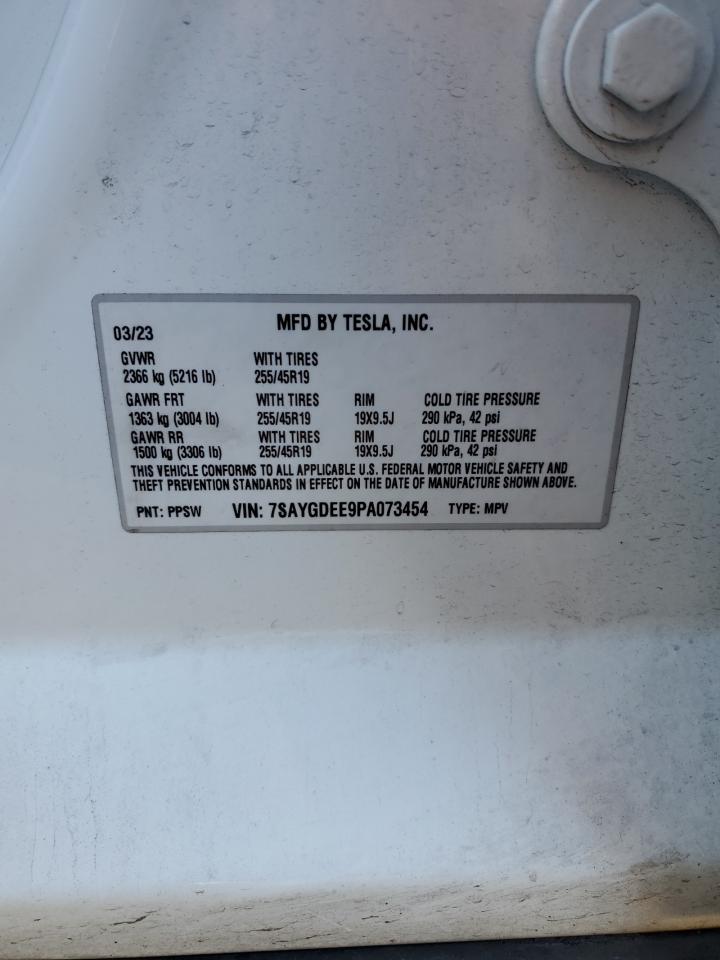 MFD BY TESLA, INC.
03/23
GVWR WITH TIRES
2366 kg (5216 lb) 255/45R19
GAWR FRT WITH TIRES RIM COLD TIRE PRESSURE
1363 kg (3004 lb) 255/45R19 19X9.5J 290 kPa, 42 psi
GAWR RR WITH TIRES RIM COLD TIRE PRESSURE
1500 kg (3306 lb) 255/45R19 19X9.5J 290 kPa, 42 psi
THIS VEHICLE CONFORMS TO ALL APPLICABLE U.S. FEDERAL MOTOR VEHICLE SAFETY AND
THEFT PREVENTION STANDARDS IN EFFECT ON THE DATE OF MANUFACTURE SHOWN ABOVE.
PNT: PPSW VIN: 7SAYGDEE9PA073454 TYPE: MPV